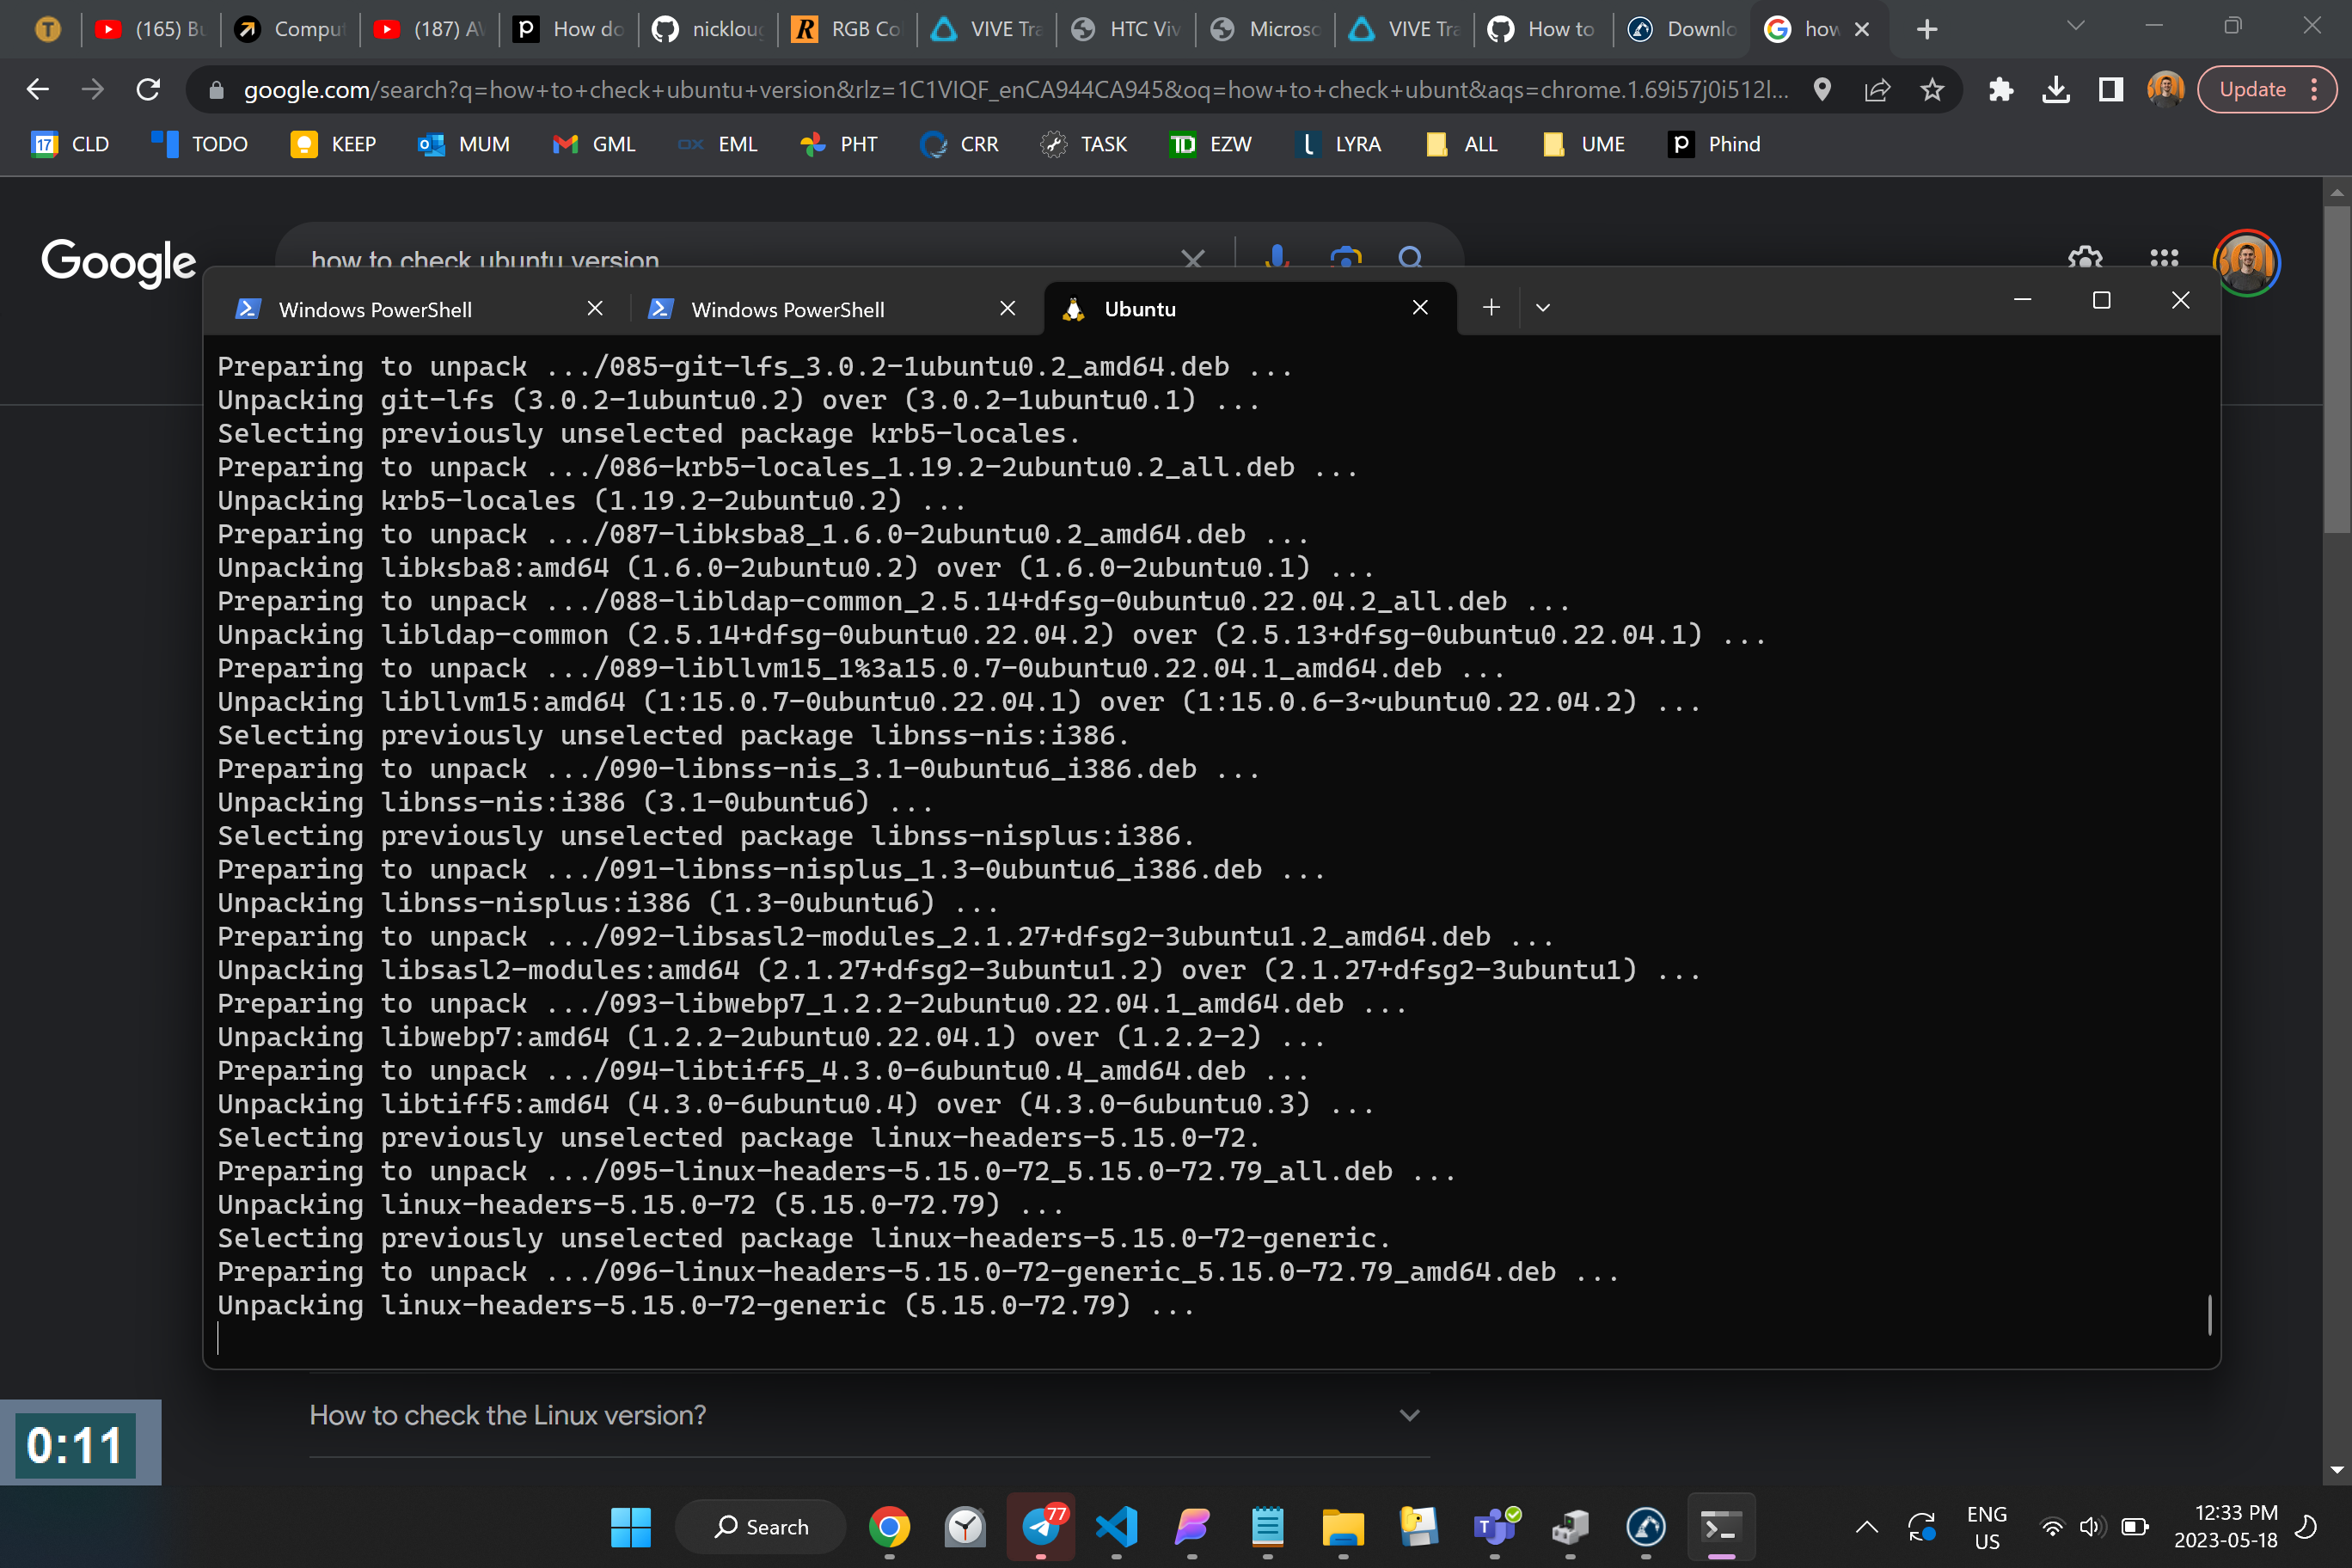 (165) Bu
Comput
(187) AV
How do
nickloug
RGB Co
VIVE Tra
HTC Viv
Microso
VIVE Tra
How to
Downlo
how
google.com/search?q=how+to+check+ubuntu+version&rlz=1C1VIQF_enCA944CA945&oq=how+to+check+ubunt&aqs=chrome.1.69i57j0i512l...
Update
17 CLD
TODO
KEEP
MUM
GML
DX EML
PHT
CRR
TASK
TD EZW
LYRA
ALL
UME
Phind
Google
how to check ubuntu version
Windows PowerShell
Windows PowerShell
Ubuntu
Preparing to unpack .../085-git-lfs_3.0.2-1ubuntu0.2_amd64.deb ...
Unpacking git-lfs (3.0.2-1ubuntu0.2) over (3.0.2-1ubuntu0.1) ...
Selecting previously unselected package krb5-locales.
Preparing to unpack .../086-krb5-locales_1.19.2-2ubuntu0.2_all.deb ...
Unpacking krb5-locales (1.19.2-2ubuntu0.2) ...
Preparing to unpack .../087-libksba8_1.6.0-2ubuntu0.2_amd64.deb ...
Unpacking libksba8:amd64 (1.6.0-2ubuntu0.2) over (1.6.0-2ubuntu0.1) ...
Preparing to unpack .../088-libldap-common_2.5.14+dfsg-0ubuntu0.22.04.2_all.deb ...
Unpacking libldap-common (2.5.14+dfsg-0ubuntu0.22.04.2) over (2.5.13+dfsg-0ubuntu0.22.04.1) ...
Preparing to unpack .../089-libllvm15_1%3a15.0.7-0ubuntu0.22.04.1_amd64.deb ...
Unpacking libllvm15:amd64 (1:15.0.7-0ubuntu0.22.04.1) over (1:15.0.6-3~ubuntu0.22.04.2) ...
Selecting previously unselected package libnss-nis:i386.
Preparing to unpack .../090-libnss-nis_3.1-0ubuntu6_i386.deb ...
Unpacking libnss-nis:i386 (3.1-0ubuntu6) ...
Selecting previously unselected package libnss-nisplus:i386.
Preparing to unpack .../091-libnss-nisplus_1.3-0ubuntu6_i386.deb ...
Unpacking libnss-nisplus:i386 (1.3-0ubuntu6) ...
Preparing to unpack .../092-libsasl2-modules_2.1.27+dfsg2-3ubuntu1.2_amd64.deb ...
Unpacking libsasl2-modules:amd64 (2.1.27+dfsg2-3ubuntu1.2) over (2.1.27+dfsg2-3ubuntu1) ...
Preparing to unpack .../093-libwebp7_1.2.2-2ubuntu0.22.04.1_amd64.deb ...
Unpacking libwebp7:amd64 (1.2.2-2ubuntu0.22.04.1) over (1.2.2-2) ...
Preparing to unpack .../094-libtiff5_4.3.0-6ubuntu0.4_amd64.deb ...
Unpacking libtiff5:amd64 (4.3.0-6ubuntu0.4) over (4.3.0-6ubuntu0.3) ...
Selecting previously unselected package linux-headers-5.15.0-72.
Preparing to unpack .../095-linux-headers-5.15.0-72_5.15.0-72.79_all.deb ...
Unpacking linux-headers-5.15.0-72 (5.15.0-72.79) ...
Selecting previously unselected package linux-headers-5.15.0-72-generic.
Preparing to unpack .../096-linux-headers-5.15.0-72-generic_5.15.0-72.79_amd64.deb ...
Unpacking linux-headers-5.15.0-72-generic (5.15.0-72.79) ...
How to check the Linux version?
0:11
Search
77
ENG
US
12:33 PM
2023-05-18